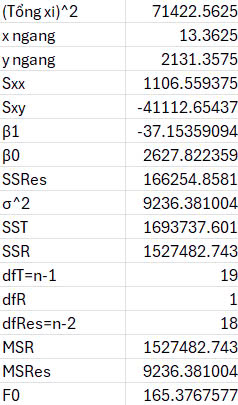 (Tổng xi)^2 71422.5625
x ngang 13.3625
y ngang 2131.3575
Sxx 1106.559375
Sxy -41112.65437
β1 -37.15359094
β0 2627.822359
SSRes 166254.8581
σ^2 9236.381004
SST 1693737.601
SSR 1527482.743
dfT=n-1 19
dfR 1
dfRes=n-2 18
MSR 1527482.743
MSRes 9236.381004
F0 165.3767577